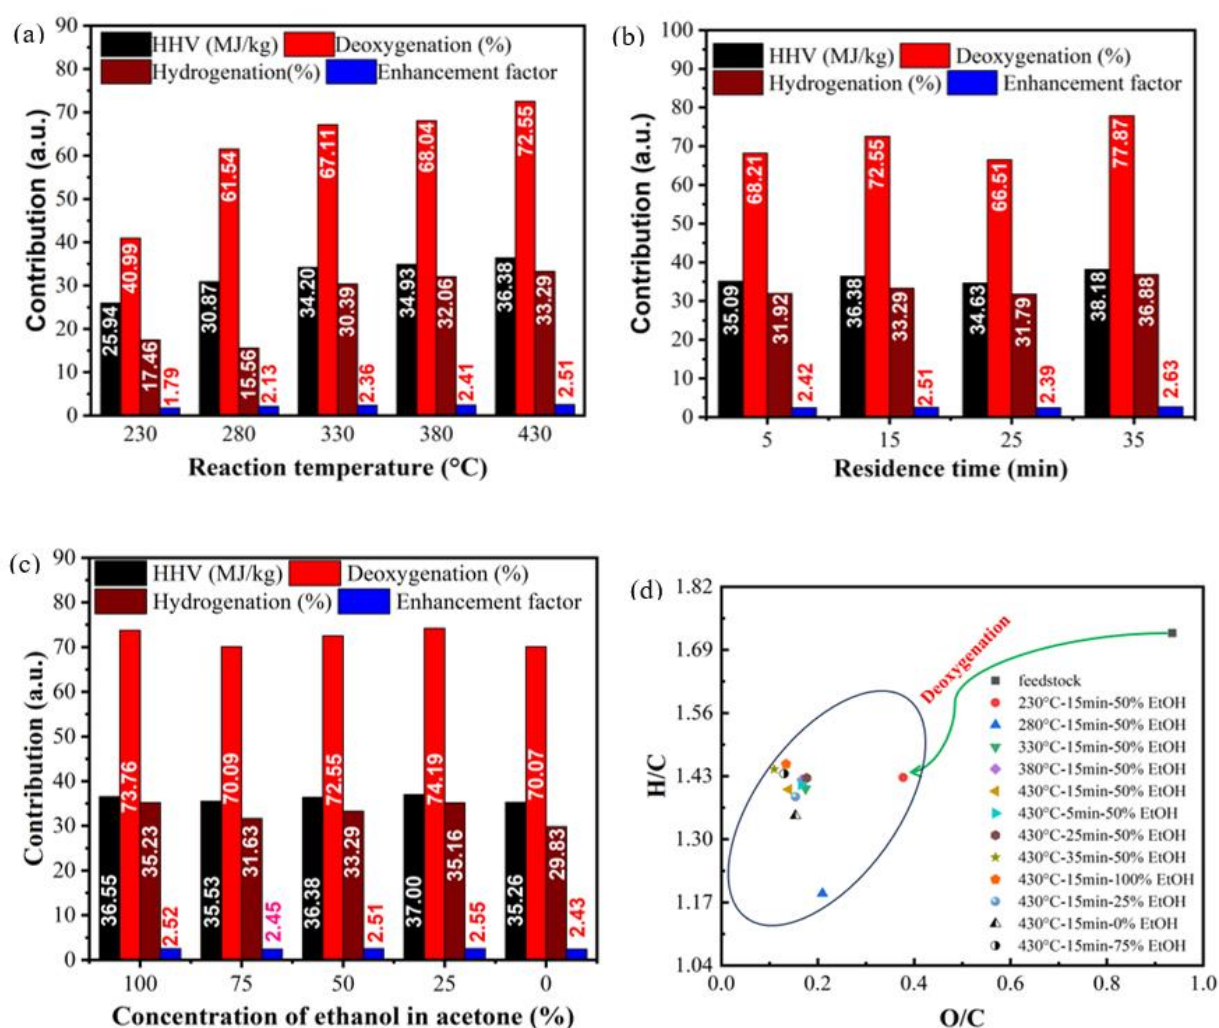 (a)
90
80
70
60
50
40
30
20
10
0
Contribution (a.u.)
HHV (MJ/kg) Deoxygenation (%)
Hydrogenation(%) Enhancement factor
25.94 40.99 17.46 1.79
30.87 61.54 15.56 2.13
34.20 67.11 30.39 2.36
34.93 68.04 32.06 2.41
36.38 72.55 33.29 2.51
230 280 330 380 430
Reaction temperature (°C)
(b)
100
90
80
70
60
50
40
30
20
10
0
Contribution (a.u.)
HHV (MJ/kg) Deoxygenation (%)
Hydrogenation (%) Enhancement factor
35.09 68.21 31.92 2.42
36.38 72.55 33.29 2.51
34.63 66.51 31.79 2.39
38.18 77.87 36.88 2.63
5 15 25 35
Residence time (min)
(c)
90
80
70
60
50
40
30
20
10
0
Contribution (a.u.)
HHV (MJ/kg) Deoxygenation (%)
Hydrogenation (%) Enhancement factor
36.55 73.76 35.23 2.52
35.53 70.09 31.63 2.45
36.38 72.55 33.29 2.51
37.00 74.19 35.16 2.55
35.26 70.07 29.83 2.43
100 75 50 25 0
Concentration of ethanol in acetone (%)
(d)
1.82
1.69
1.56
1.43
1.30
1.17
1.04
H/C
Deoxygenation
feedstock
230°C-15min-50% EtOH
280°C-15min-50% EtOH
330°C-15min-50% EtOH
380°C-15min-50% EtOH
430°C-15min-50% EtOH
430°C-5min-50% EtOH
430°C-25min-50% EtOH
430°C-35min-50% EtOH
430°C-15min-100% EtOH
430°C-15min-25% EtOH
430°C-15min-0% EtOH
430°C-15min-75% EtOH
0.0 0.2 0.4 0.6 0.8 1.0
O/C